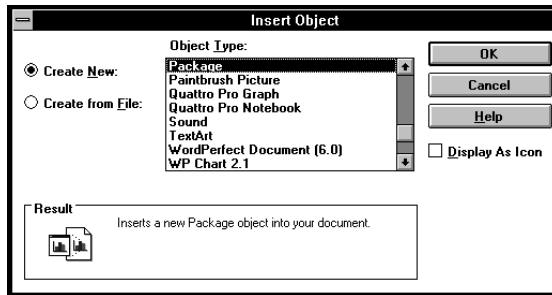 Insert Object
Object Type:
Create New:
Create from File:
Package
Paintbrush Picture
Quattro Pro Graph
Quattro Pro Notebook
Sound
TextArt
WordPerfect Document (6.0)
WP Chart 2.1
OK
Cancel
Help
Display As Icon
Result
Inserts a new Package object into your document.